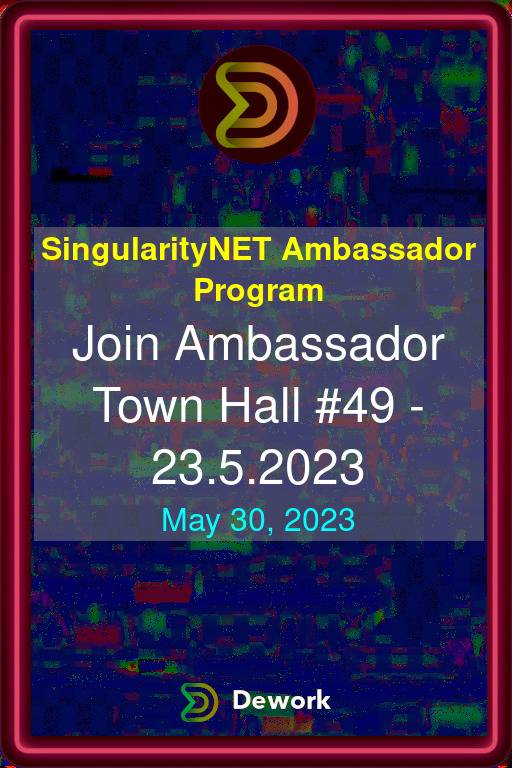 SingularityNET Ambassador
Program
Join Ambassador
Town Hall #49 -
23.5.2023
May 30, 2023
Dework